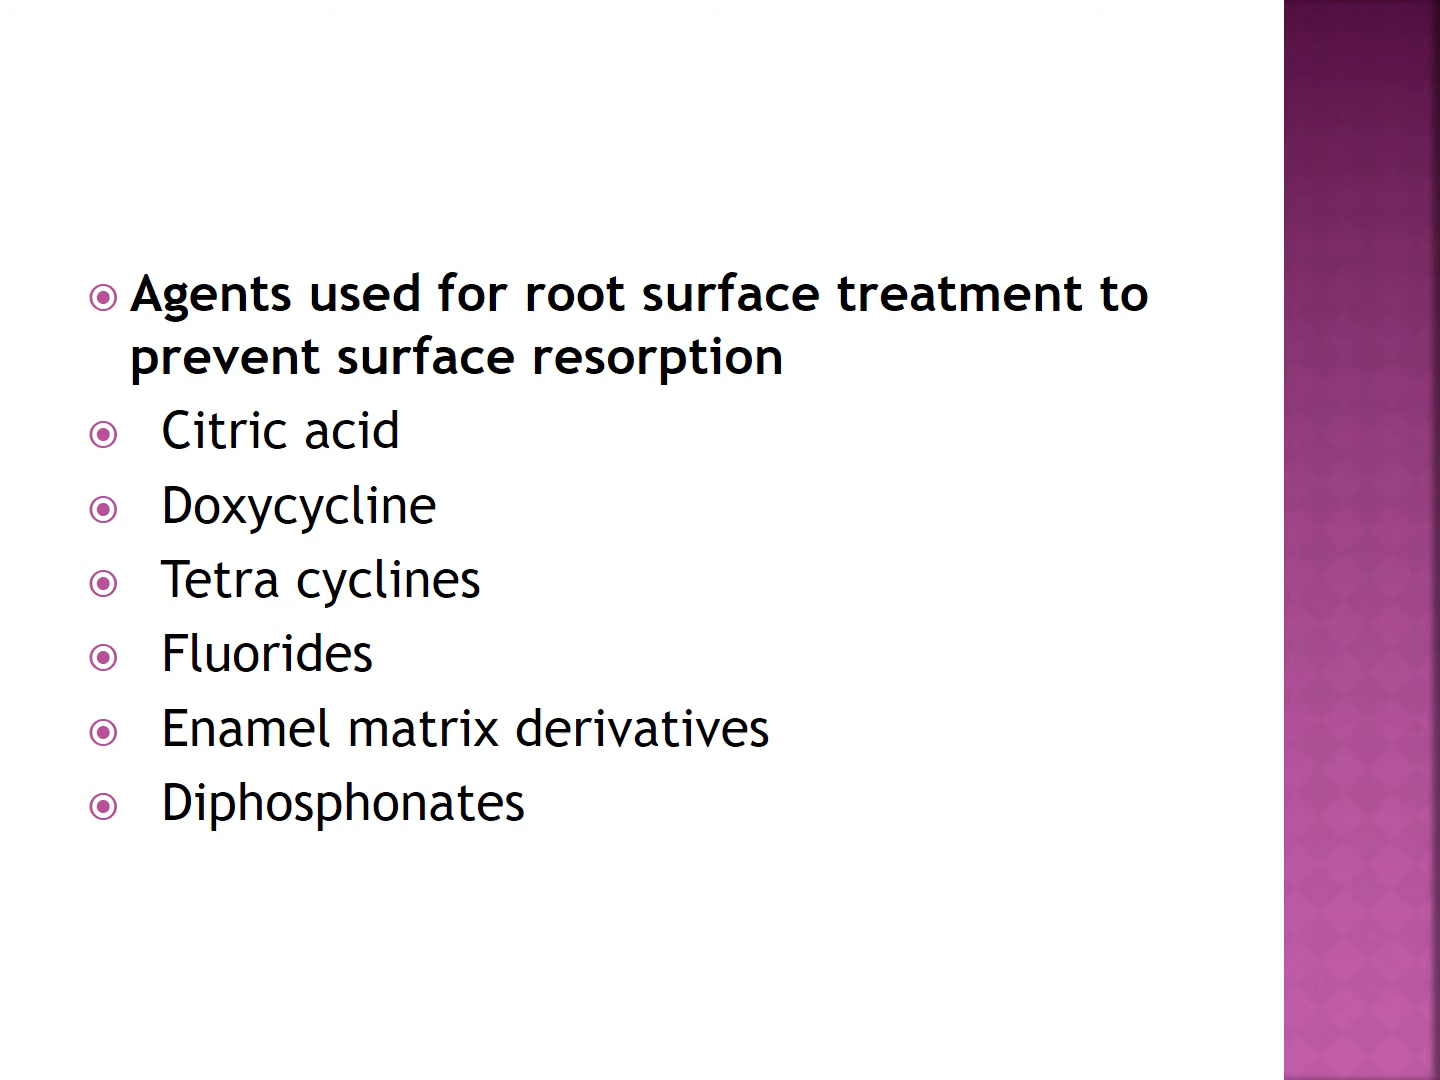 Agents used for root surface treatment to
prevent surface resorption
Citric acid
Doxycycline
Tetra cyclines
Fluorides
Enamel matrix derivatives
Diphosphonates